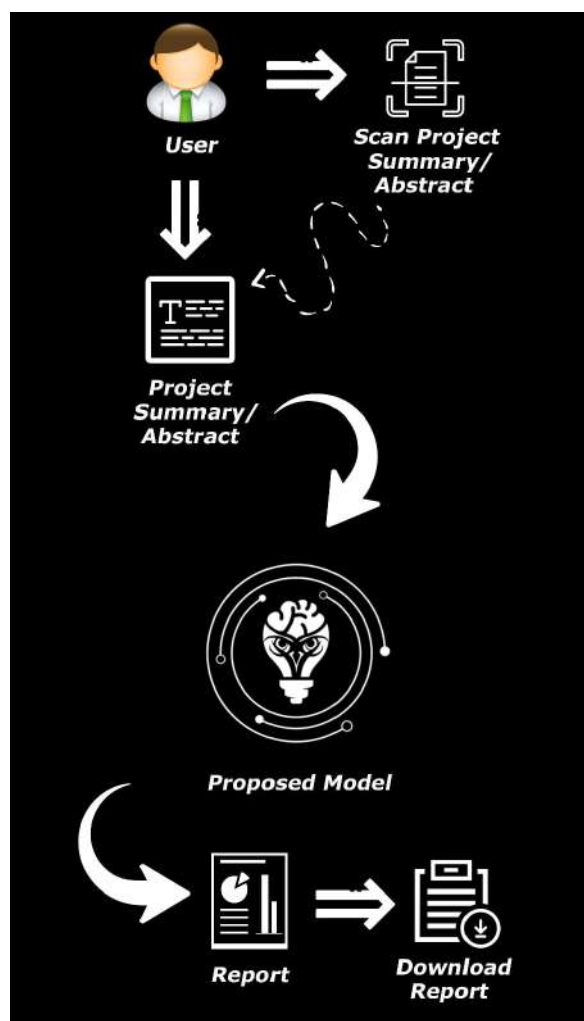 User
Scan Project
Summary/
Abstract
T
Project
Summary/
Abstract
Proposed Model
Report
Download
Report